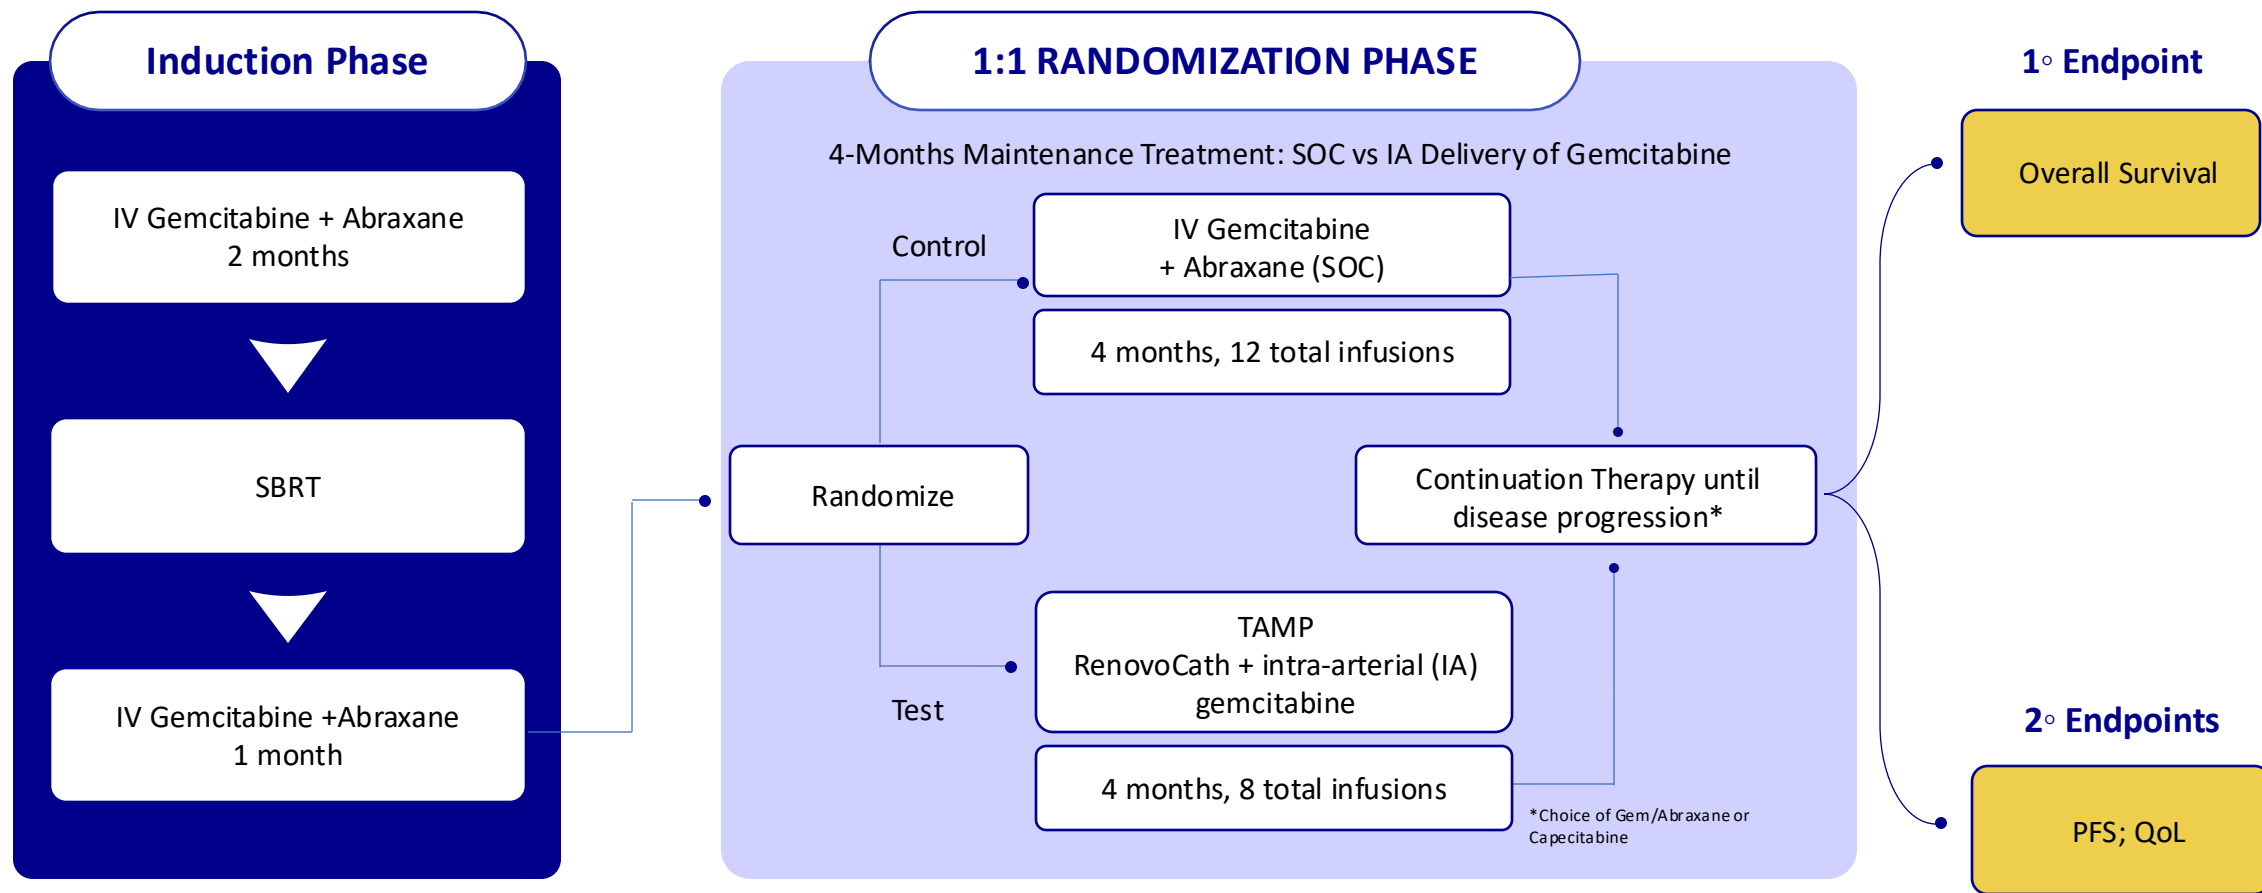 Induction Phase
IV Gemcitabine + Abraxane
2 months
SBRT
IV Gemcitabine +Abraxane
1 month
1:1 RANDOMIZATION PHASE
4-Months Maintenance Treatment: SOC vs IA Delivery of Gemcitabine
Control
IV Gemcitabine
+ Abraxane (SOC)
4 months, 12 total infusions
Randomize
Continuation Therapy until
disease progression*
Test
TAMP
RenovoCath + intra-arterial (IA)
gemcitabine
4 months, 8 total infusions
*Choice of Gem/Abraxane or
Capecitabine
1◦ Endpoint
Overall Survival
2◦ Endpoints
PFS; QoL